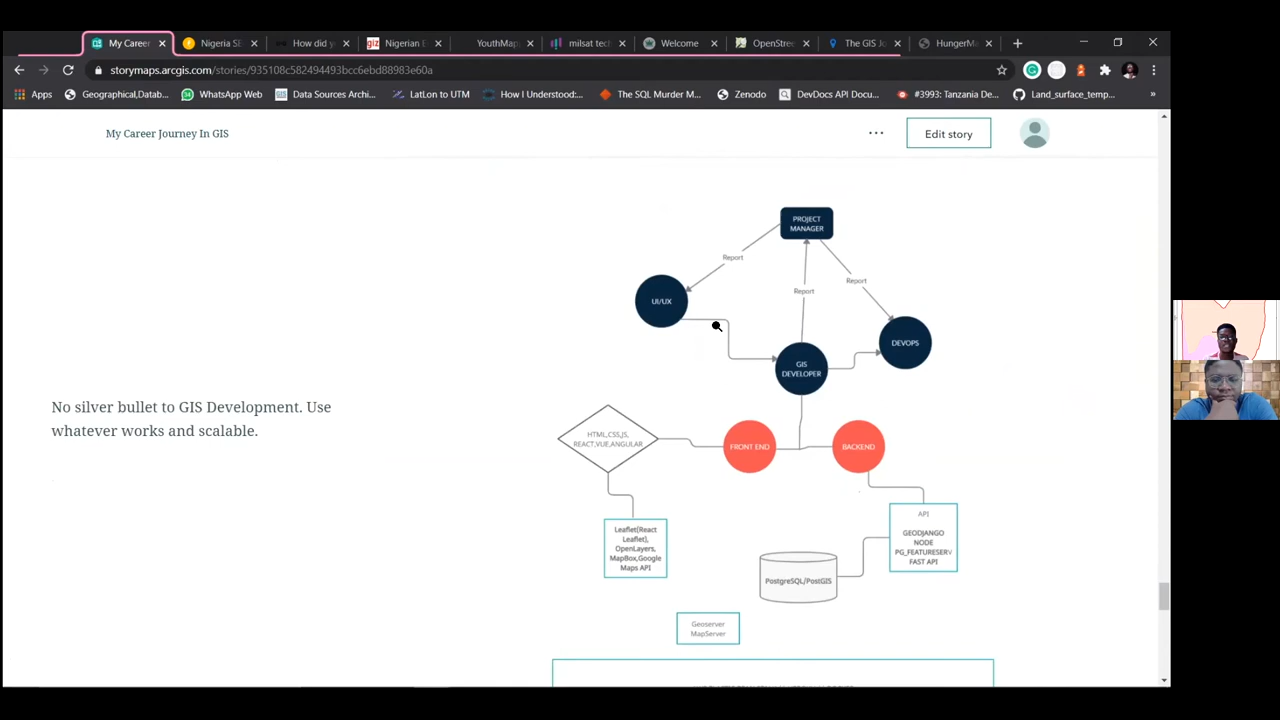 My Career
Nigeria SE
How did y
giz
Nigerian E
YouthMap
milsat tech
Welcome
OpenStree
The GIS Jo
HungerMa
storymaps.arcgis.com/stories/935108c582494493bcc6ebd88983e60a
Apps
Geographical,Datab...
WhatsApp Web
Data Sources Archi...
LatLon to UTM
How I Understood:...
The SQL Murder M...
Zenodo
DevDocs API Docu...
#3993: Tanzania De...
Land_surface_temp...
»
My Career Journey In GIS
Edit story
PROJECT
MANAGER
Report
Report
Report
UI/UX
DEVOPS
GIS
DEVELOPER
No silver bullet to GIS Development. Use
whatever works and scalable.
HTML,CSS,JS,
REACT,VUE,ANGULAR
FRONT END
BACKEND
API
GEODJANGO
NODE
PG_FEATURESERV
FAST API
Leaflet(React
Leaflet),
OpenLayers,
MapBox,Google
Maps API
PostgreSQL/PostGIS
Geoserver
MapServer